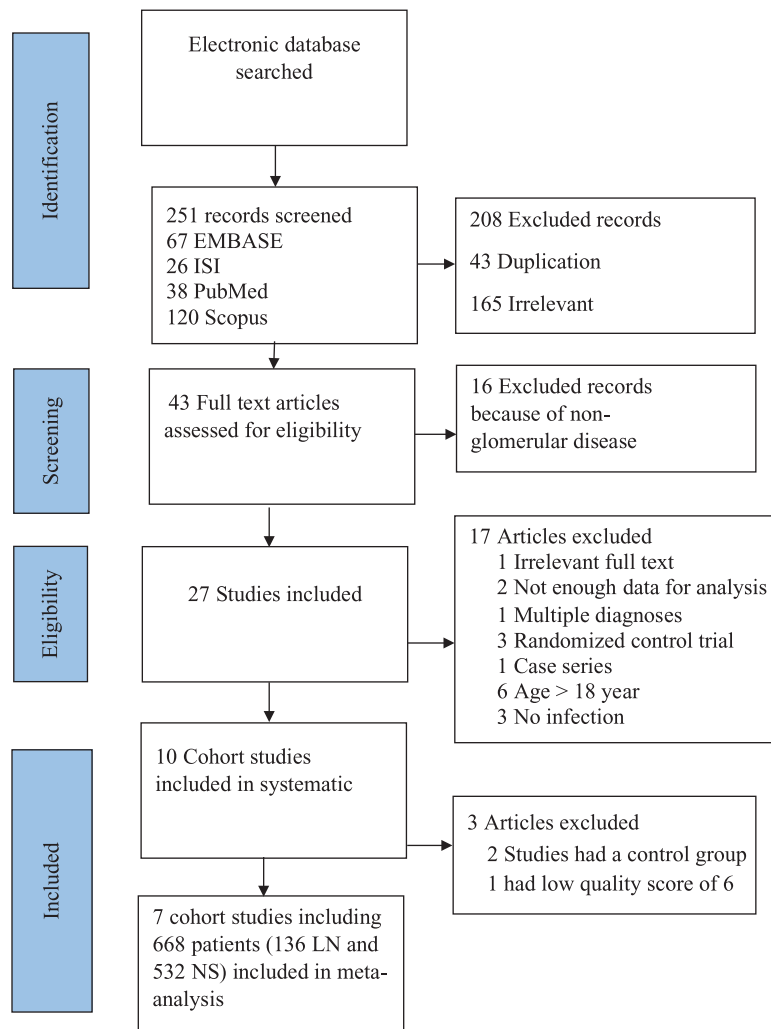 Identification
Electronic database
searched
251 records screened
67 EMBASE
26 ISI
38 PubMed
120 Scopus
208 Excluded records
43 Duplication
165 Irrelevant
Screening
43 Full text articles
assessed for eligibility
16 Excluded records
because of non-
glomerular disease
Eligibility
27 Studies included
17 Articles excluded
1 Irrelevant full text
2 Not enough data for analysis
1 Multiple diagnoses
3 Randomized control trial
1 Case series
6 Age > 18 year
3 No infection
Included
10 Cohort studies
included in systematic
3 Articles excluded
2 Studies had a control group
1 had low quality score of 6
7 cohort studies including
668 patients (136 LN and
532 NS) included in meta-
analysis